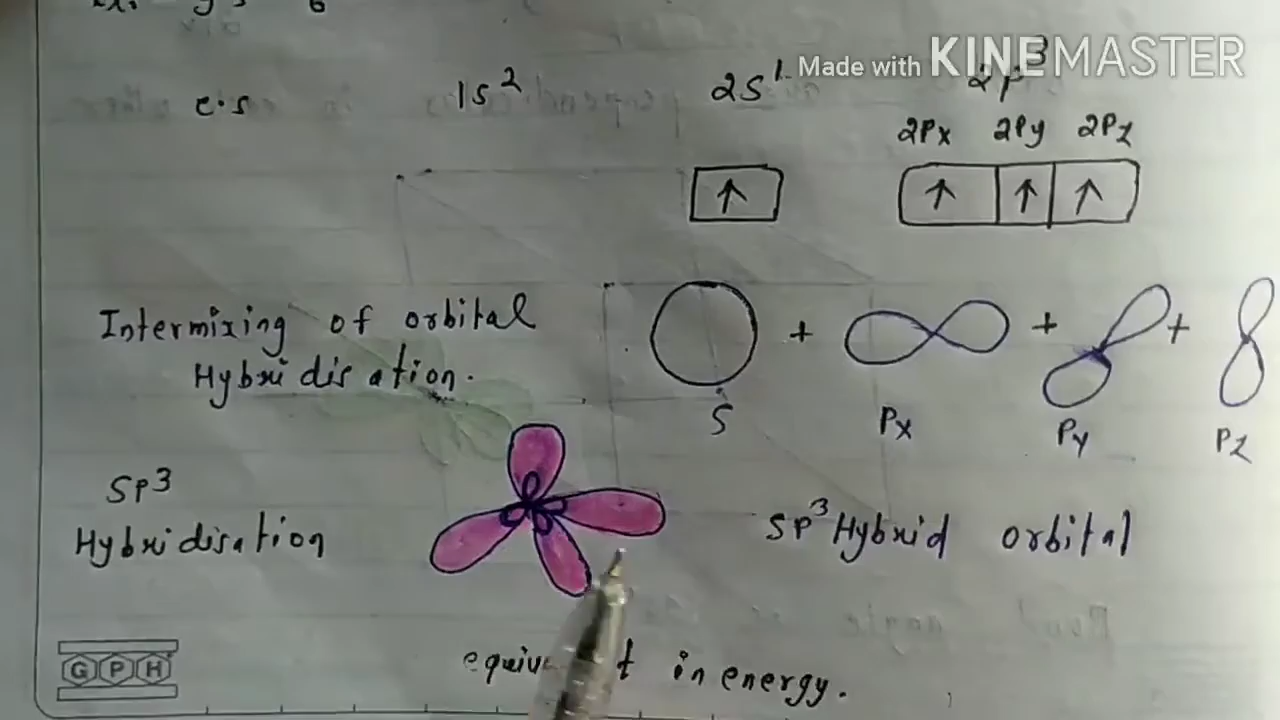 Made with KINEMASTER
e.s 1s² 2s¹ 2p³
2Px 2Py 2Pz
Intermixing of orbital
Hybridisation.
+ + +
S Px Py Pz
SP³
Hybridisation
SP³ Hybrid orbital
in energy.
GPH